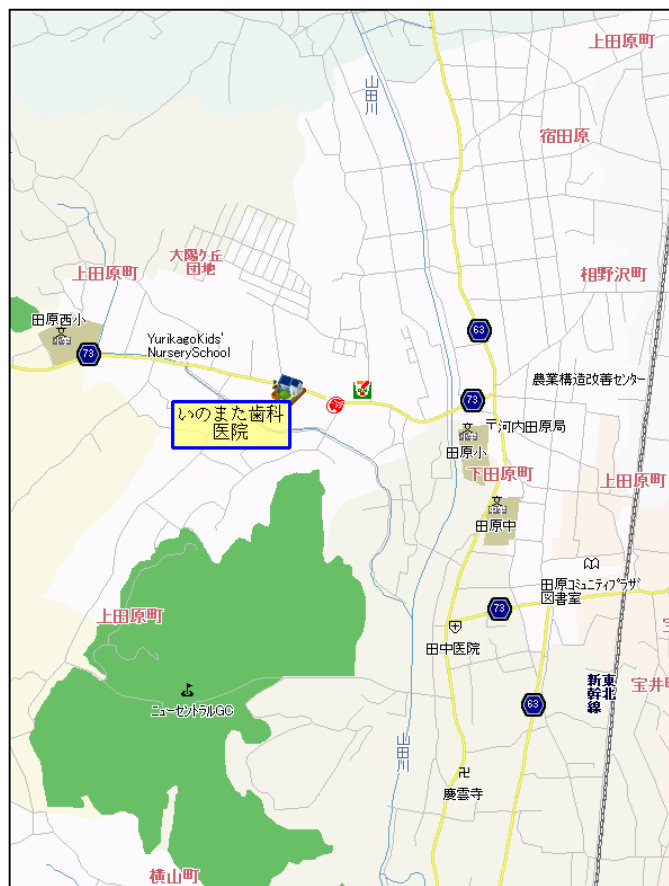 上田原町
山田川
宿田原
大陽ケ丘
団地
上田原町
相野沢町
田原西小
63
YurikagoKids'
NurserySchool
73
農業構造改善センター
73
いのまた歯科
医院
〒河内田原局
文
田原小
下田原町
上田原町
文
田原中
田原コミュニティプラザ
図書室
73
上田原町
田中医院
東北
新幹線
宝井町
ニューセントラルGC
63
山田川
卍
慶雲寺
横山町